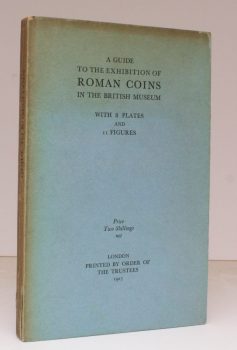 A GUIDE
TO THE EXHIBITION OF
ROMAN COINS
IN THE BRITISH MUSEUM
WITH 8 PLATES
AND
11 FIGURES
Price
Two Shillings
net
LONDON
PRINTED BY ORDER OF
THE TRUSTEES